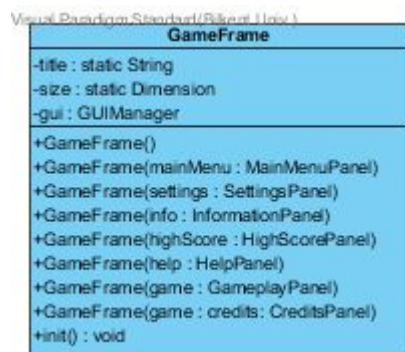 Visual Paradigm Standard(Bilkent Univ.)
GameFrame
-title : static String
-size : static Dimension
-gui : GUIManager
+GameFrame()
+GameFrame(mainMenu : MainMenuPanel)
+GameFrame(settings : SettingsPanel)
+GameFrame(info : InformationPanel)
+GameFrame(highScore : HighScorePanel)
+GameFrame(help : HelpPanel)
+GameFrame(game : GameplayPanel)
+GameFrame(game : credits: CreditsPanel)
+init() : void